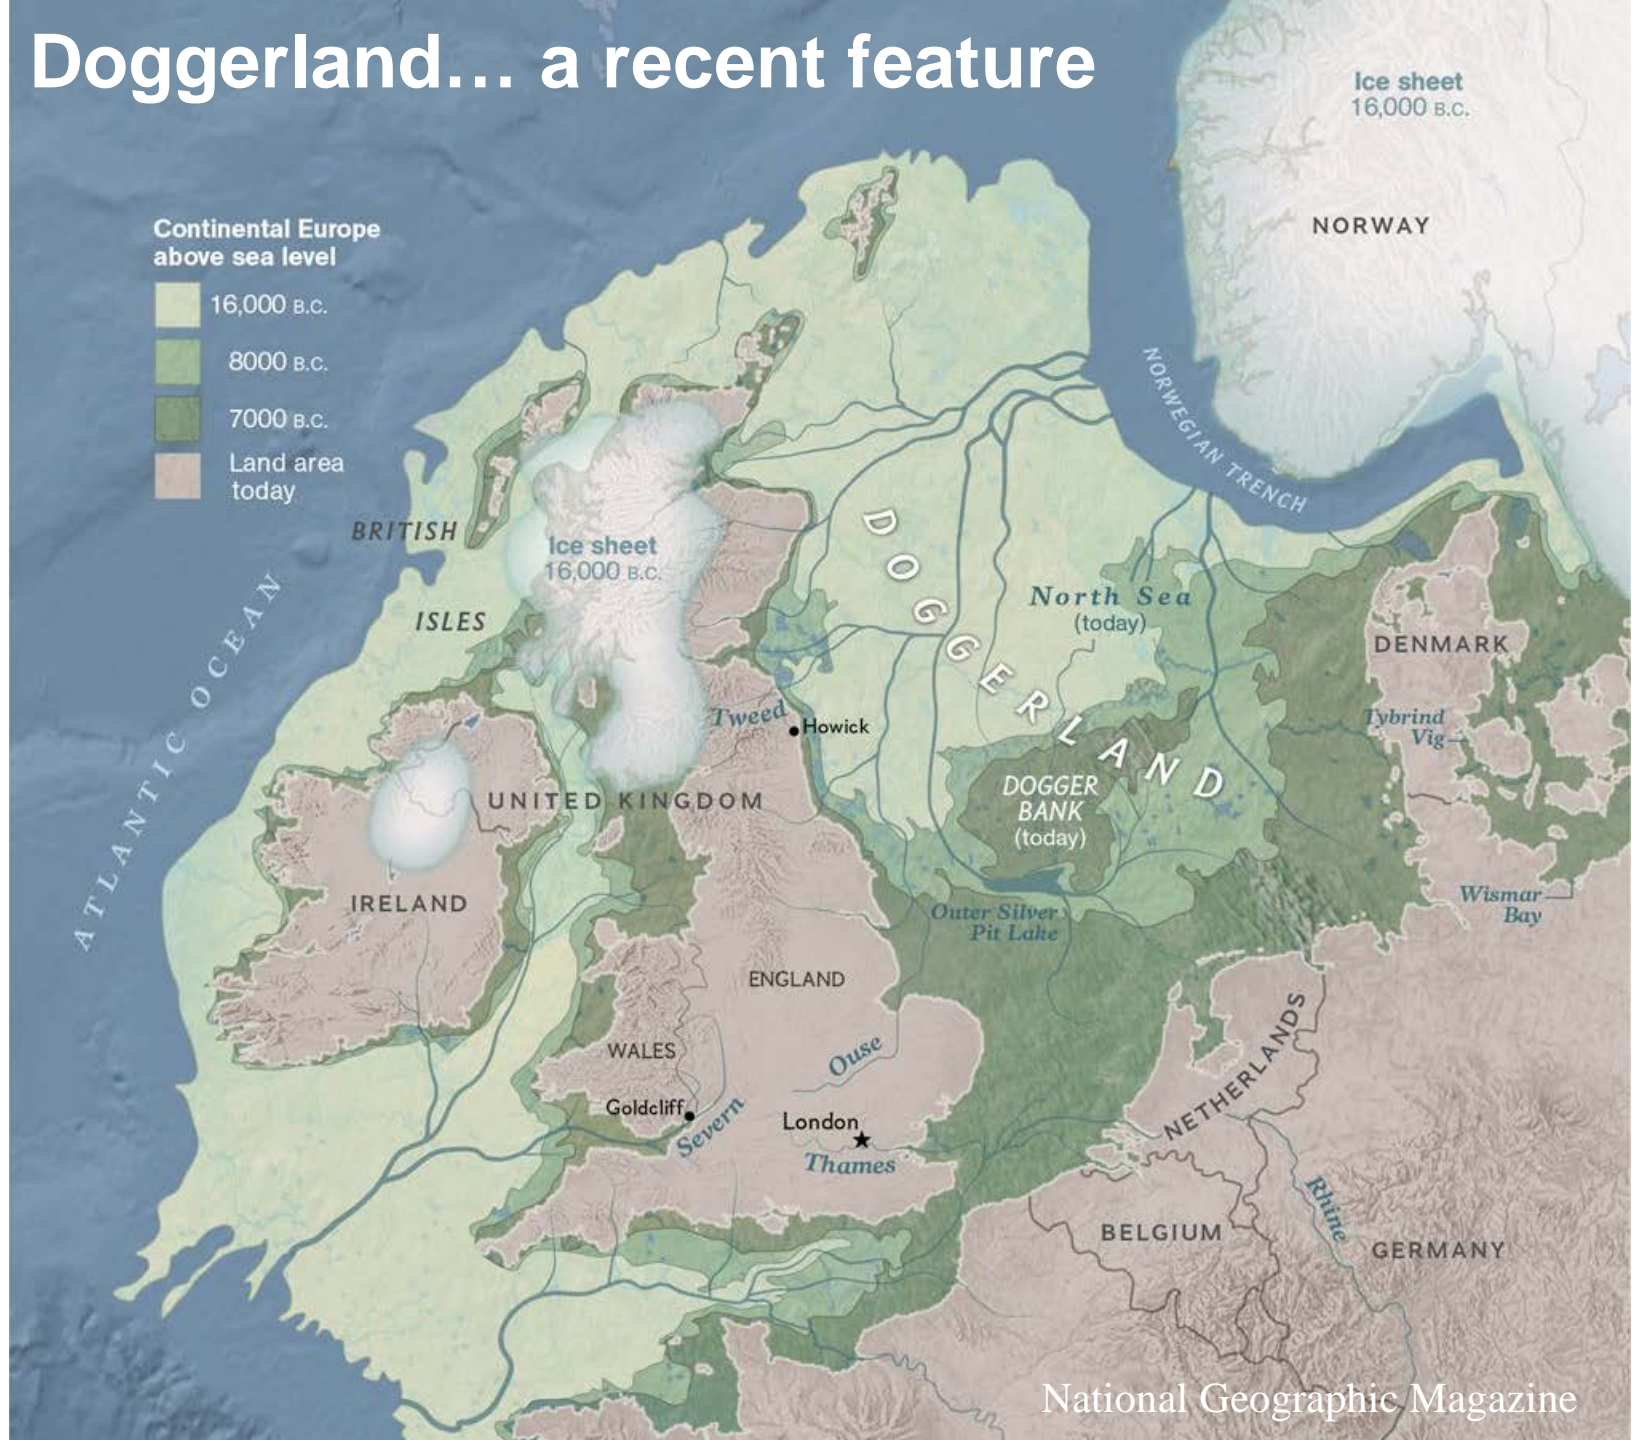 Doggerland… a recent feature
Ice sheet
16,000 B.C.
NORWAY
Continental Europe
above sea level
16,000 B.C.
8000 B.C.
7000 B.C.
Land area
today
NORWEGIAN TRENCH
BRITISH
ISLES
Ice sheet
16,000 B.C.
ATLANTIC OCEAN
DOGGERLAND
North Sea
(today)
DENMARK
Tybrind
Vig
Tweed
Howick
UNITED KINGDOM
DOGGER
BANK
(today)
IRELAND
Outer Silver
Pit Lake
Wismar
Bay
ENGLAND
WALES
Ouse
NETHERLANDS
Goldcliff
Severn
London
Thames
Rhine
BELGIUM
GERMANY
National Geographic Magazine